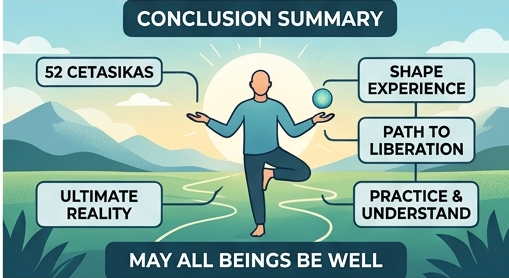 CONCLUSION SUMMARY
52 CETASIKAS
SHAPE
EXPERIENCE
PATH TO
LIBERATION
ULTIMATE
REALITY
PRACTICE &
UNDERSTAND
MAY ALL BEINGS BE WELL